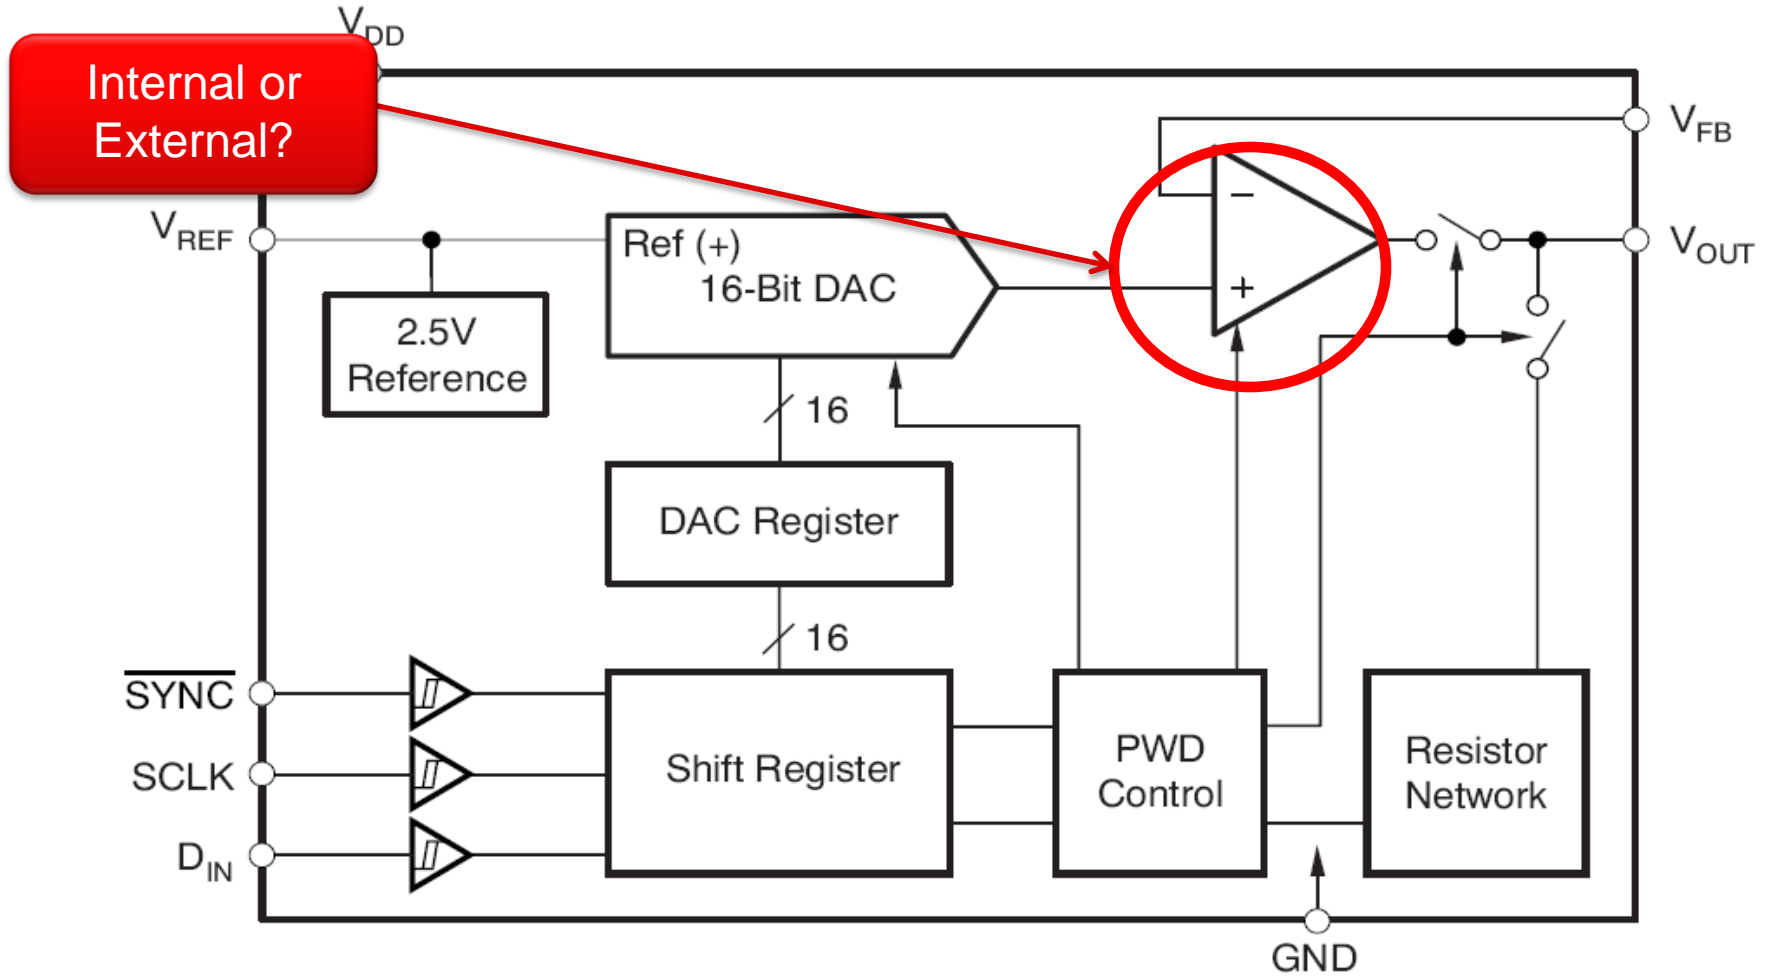 VDD
Internal or
External?
VFB
VREF
Ref (+)
16-Bit DAC
−
+
VOUT
2.5V
Reference
16
DAC Register
16
SYNC
SCLK
DIN
Shift Register
PWD
Control
Resistor
Network
GND